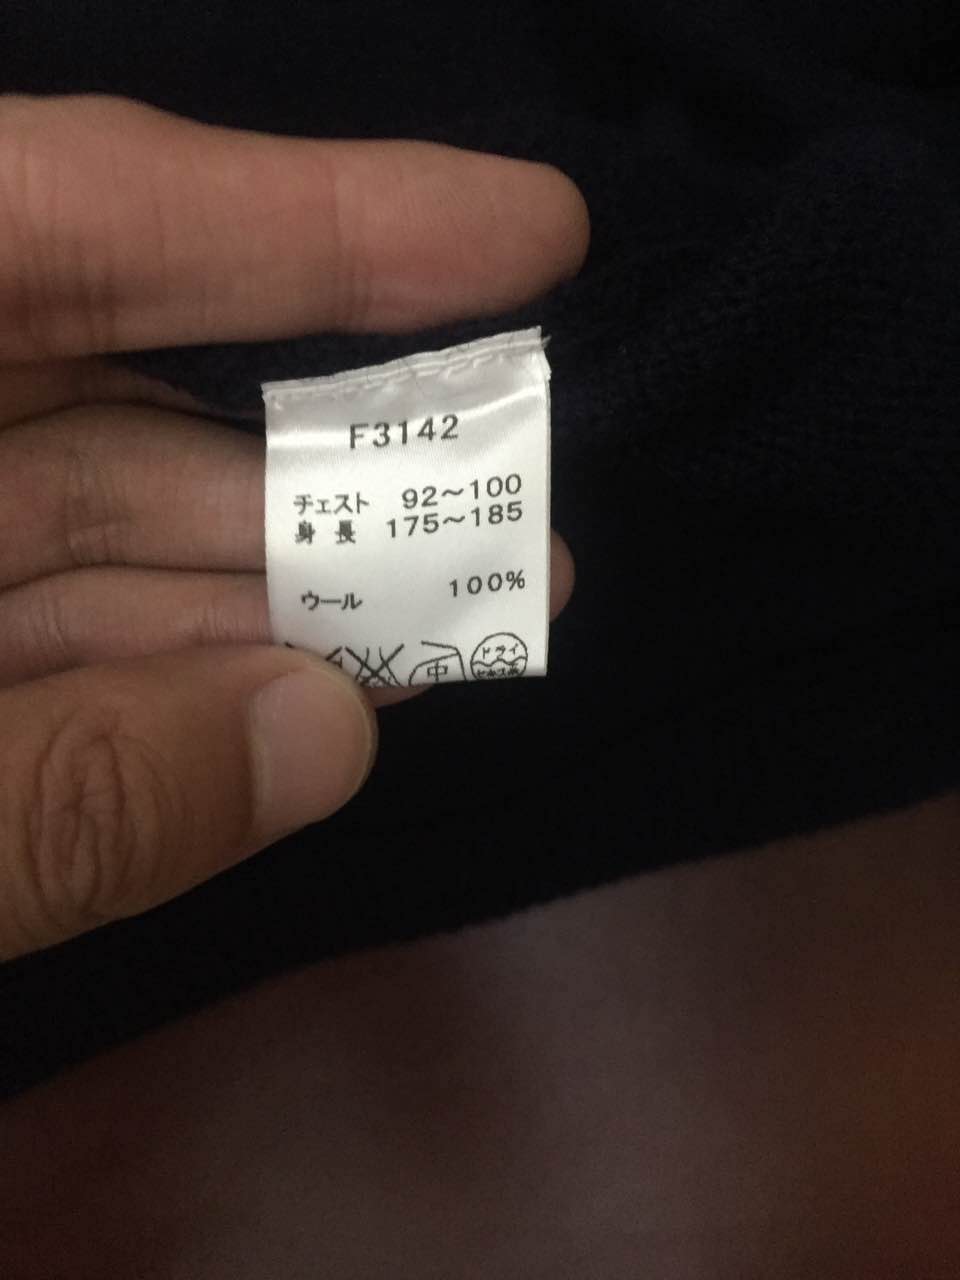 F3142
チェスト 92～100
身長 175～185
ウール 100%
中
ドライ